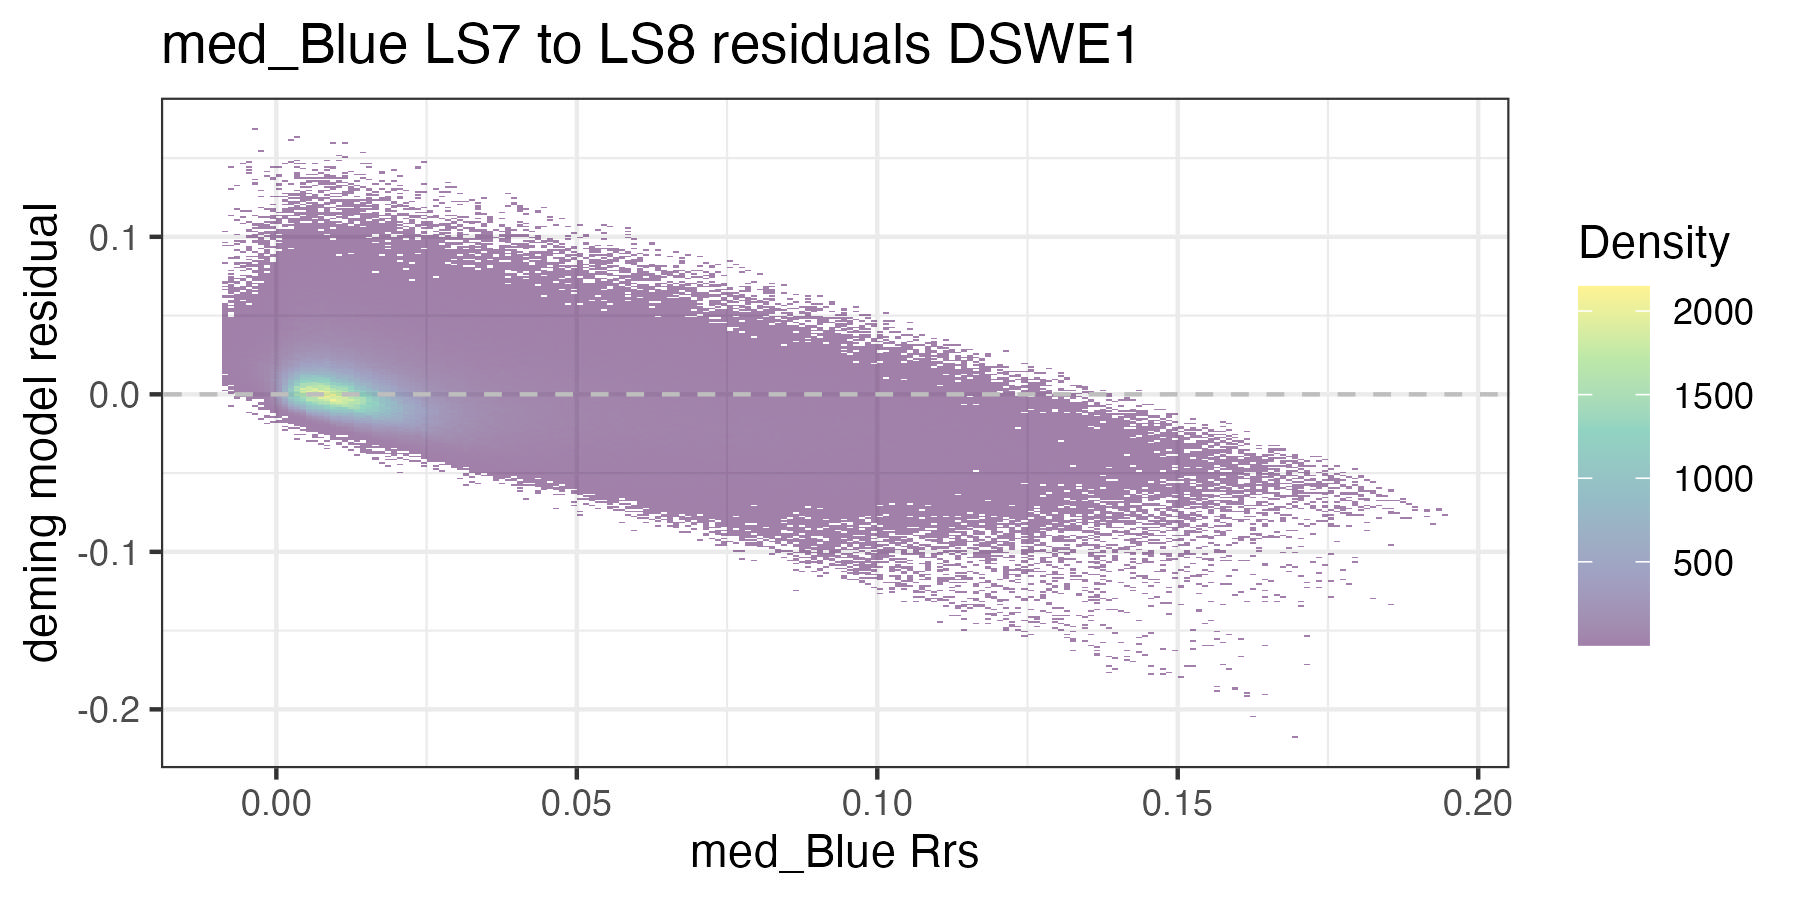 med_Blue LS7 to LS8 residuals DSWE1
deming model residual
0.1
0.0
-0.1
-0.2
0.00 0.05 0.10 0.15 0.20
med_Blue Rrs
Density
2000
1500
1000
500